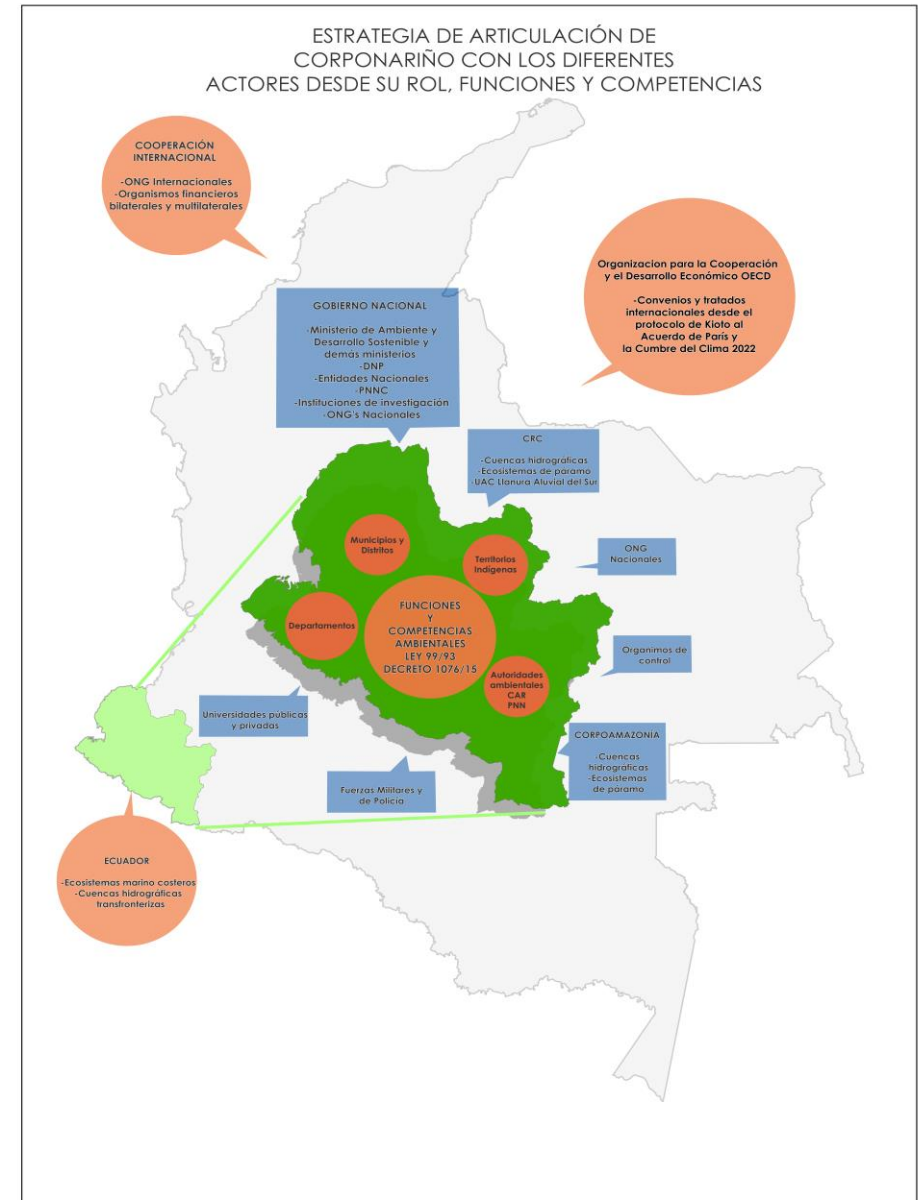 ESTRATEGIA DE ARTICULACIÓN DE
CORPONARIÑO CON LOS DIFERENTES
ACTORES DESDE SU ROL, FUNCIONES Y COMPETENCIAS
COOPERACIÓN
INTERNACIONAL
-ONG Internacionales
-Organismos financieros
bilaterales y multilaterales
Organizacion para la Cooperación
y el Desarrollo Económico OECD
-Convenios y tratados
internacionales desde el
protocolo de Kioto al
Acuerdo de París y
la Cumbre del Clima 2022
GOBIERNO NACIONAL
-Ministerio de Ambiente y
Desarrollo Sostenible y
demás ministerios
-DNP
-Entidades Nacionales
-PNNC
-Instituciones de investigación
-ONG's Nacionales
CRC
-Cuencas hidrográficas
-Ecosistemas de páramo
-UAC Llanura Aluvial del Sur
Municipios y
Distritos
Territorios
Indígenas
ONG
Nacionales
FUNCIONES
Y
COMPETENCIAS
AMBIENTALES
LEY 99/93
DECRETO 1076/15
Departamentos
Organimos de
control
Autoridades
ambientales
CAR
PNN
Universidades públicas
y privadas
CORPOAMAZONIA
-Cuencas
hidrográficas
-Ecosistemas
de páramo
Fuerzas Militares y
de Policía
ECUADOR
-Ecosistemas marino costeros
-Cuencas hidrográficas
transfronterizas